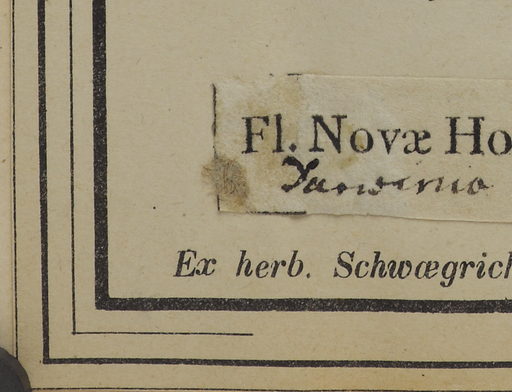 Fl. Novæ Ho
Ex herb. Schwægrich